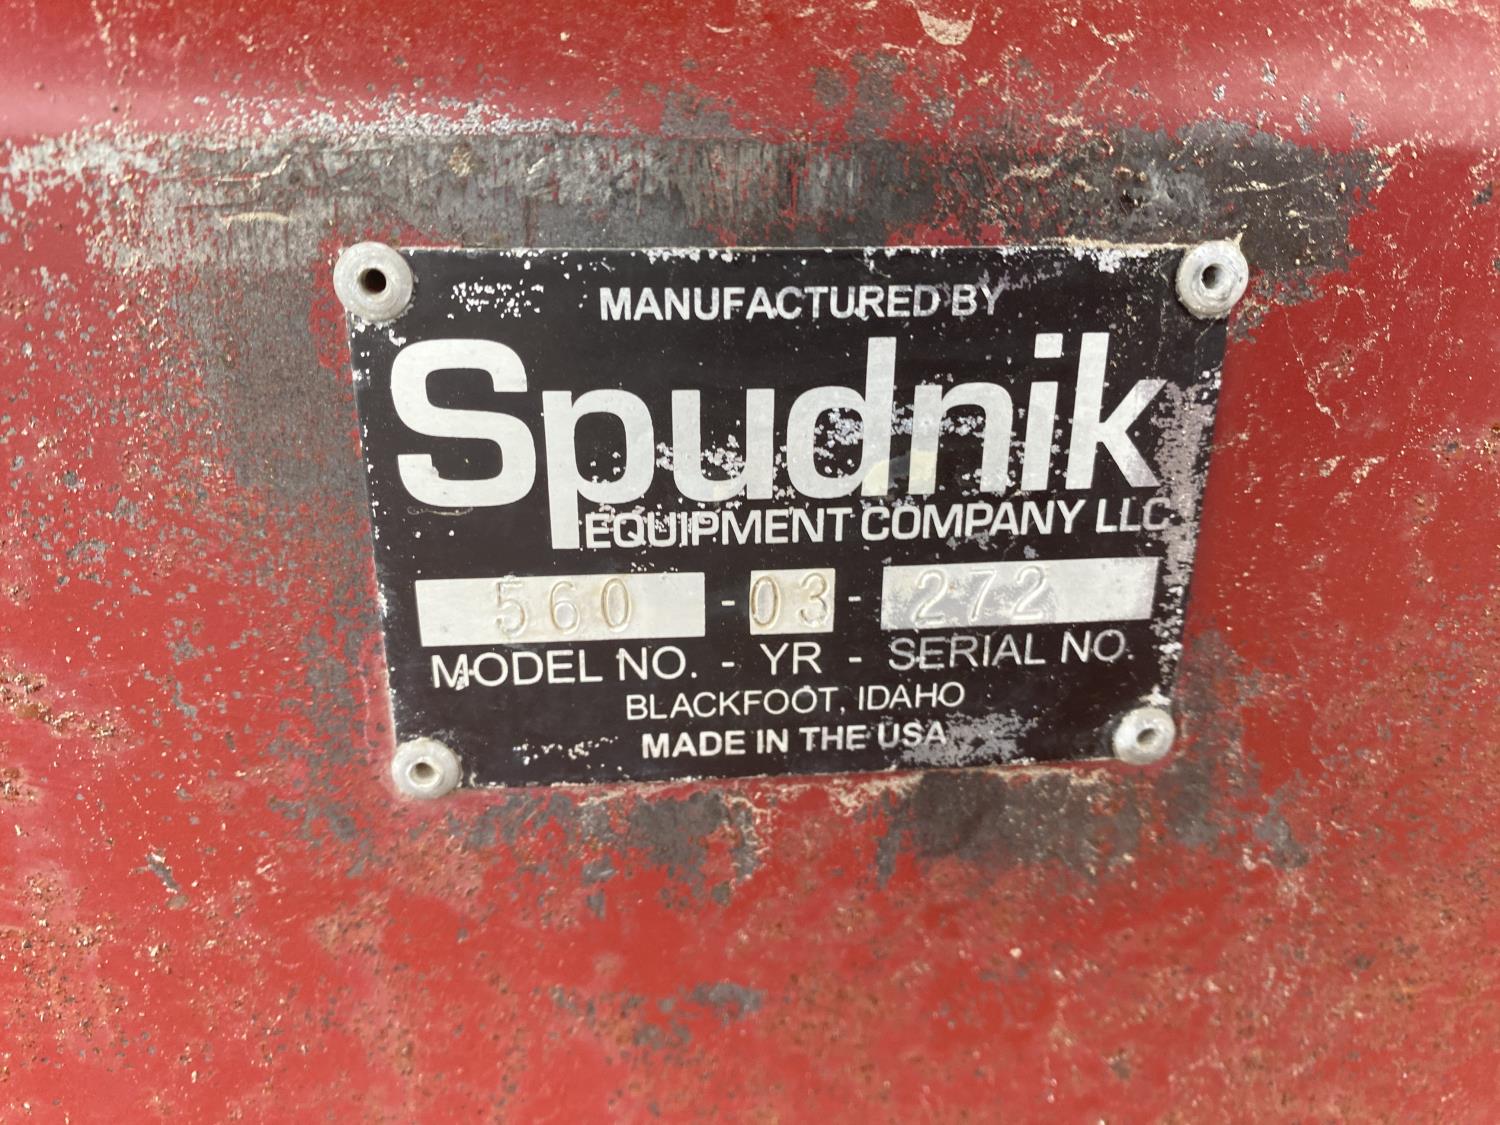 MANUFACTURED BY
Spudnik
EQUIPMENT COMPANY LLC
560 - 03 - 272
MODEL NO. - YR - SERIAL NO.
BLACKFOOT, IDAHO
MADE IN THE USA